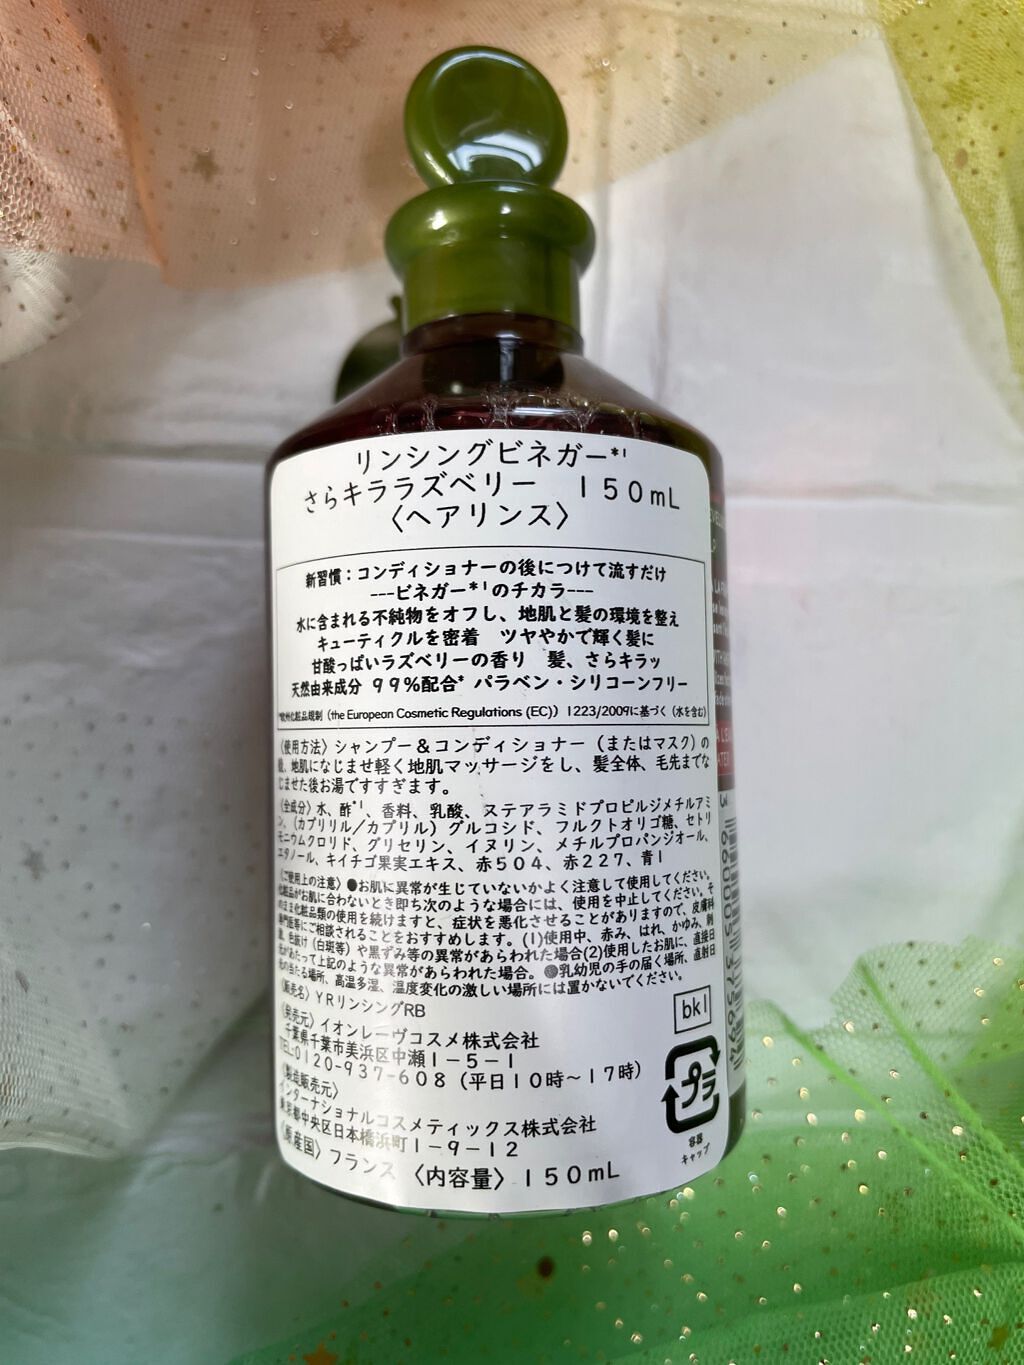 リンシングビネガー*¹
さらキララズベリー 150mL
〈ヘアリンス〉
新習慣：コンディショナーの後につけて流すだけ
---ビネガー*¹のチカラ---
水に含まれる不純物をオフし、地肌と髪の環境を整え
キューティクルを密着 ツヤやかで輝く髪に
甘酸っぱいラズベリーの香り 髪、さらキラッ
天然由来成分 99%配合* パラベン・シリコーンフリー
*欧州化粧品規制（the European Cosmetic Regulations (EC)）1223/2009に基づく（水を含む）
〈使用方法〉シャンプー＆コンディショナー（またはマスク）の
後、地肌になじませ軽く地肌マッサージをし、髪全体、毛先までな
じませた後お湯ですすぎます。
〈全成分〉水、酢*¹、香料、乳酸、ステアラミドプロピルジメチルアミ
ン、（カプリリル／カプリル）グルコシド、フルクトオリゴ糖、セトリ
モニウムクロリド、グリセリン、イヌリン、メチルプロパンジオール、
エタノール、キイチゴ果実エキス、赤504、赤227、青1
〈ご使用上の注意〉●お肌に異常が生じていないかよく注意して使用してください。
化粧品がお肌に合わないとき即ち次のような場合には、使用を中止してください。そ
のまま化粧品類の使用を続けますと、症状を悪化させることがありますので、皮膚科
専門医等にご相談されることをおすすめします。(1)使用中、赤み、はれ、かゆみ、刺
激、色抜け（白斑等）や黒ずみ等の異常があらわれた場合(2)使用したお肌に、直接日
光があたって上記のような異常があらわれた場合。●乳幼児の手の届く場所、直射日
光の当たる場所、高温多湿、温度変化の激しい場所には置かないでください。
〈販売名〉YRリンシングRB
〈発売元〉イオンレーヴコスメ株式会社
千葉県千葉市美浜区中瀬1-5-1
TEL:0120-937-608（平日10時～17時）
〈製造販売元〉
インターナショナルコスメティックス株式会社
東京都中央区日本橋浜町1-9-12
〈原産国〉フランス 〈内容量〉150mL
bkl
プラ
容器
キャップ